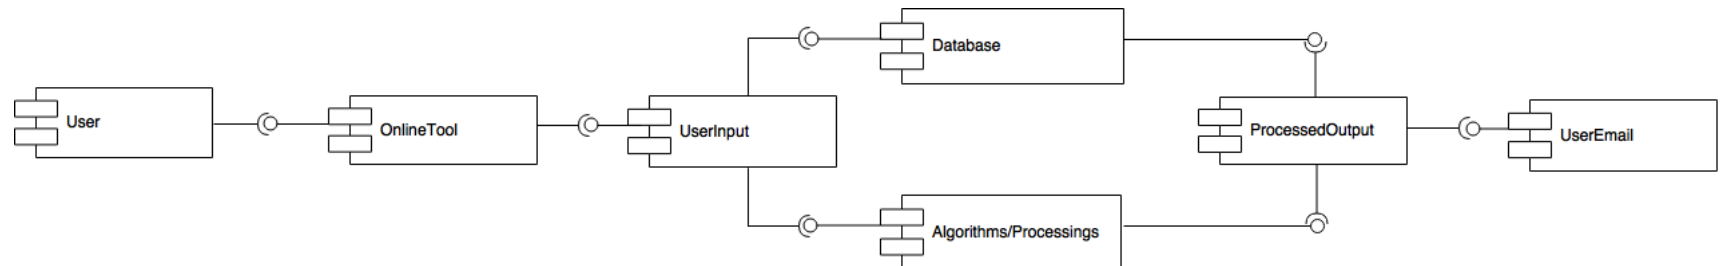 User
OnlineTool
UserInput
Database
Algorithms/Processings
ProcessedOutput
UserEmail